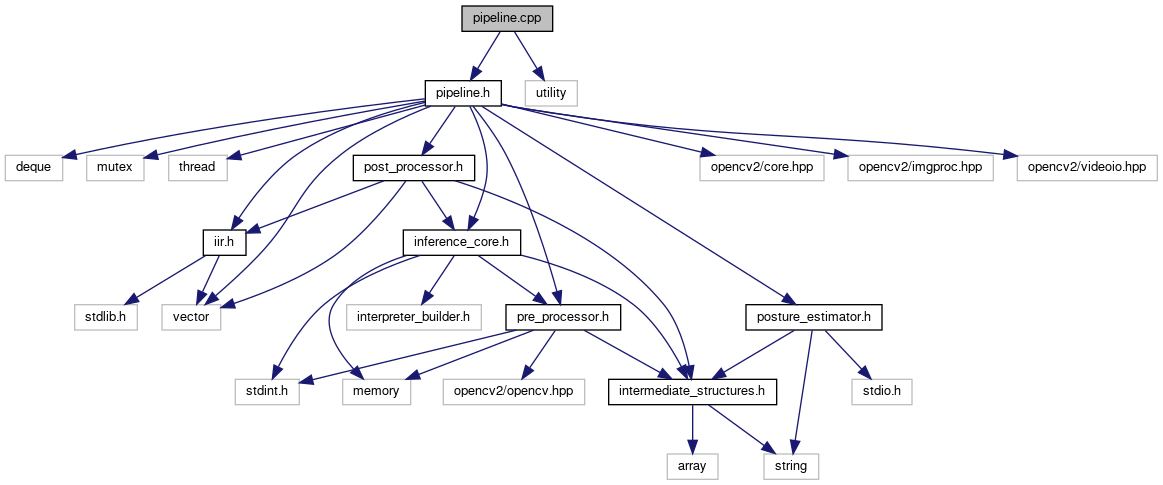 pipeline.cpp
pipeline.h
utility
deque
mutex
thread
post_processor.h
opencv2/core.hpp
opencv2/imgproc.hpp
opencv2/videoio.hpp
iir.h
inference_core.h
stdlib.h
vector
interpreter_builder.h
pre_processor.h
posture_estimator.h
stdint.h
memory
opencv2/opencv.hpp
intermediate_structures.h
stdio.h
array
string